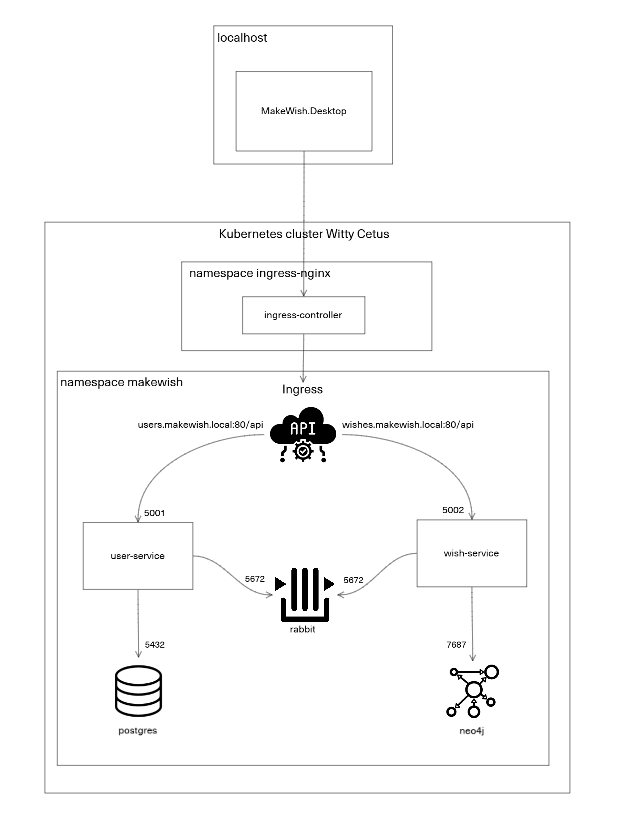 localhost
MakeWish.Desktop
Kubernetes cluster Witty Cetus
namespace ingress-nginx
ingress-controller
namespace makewish
Ingress
users.makewish.local:80/api
API
wishes.makewish.local:80/api
5001
5002
user-service
wish-service
5672
5672
rabbit
5432
7687
postgres
neo4j